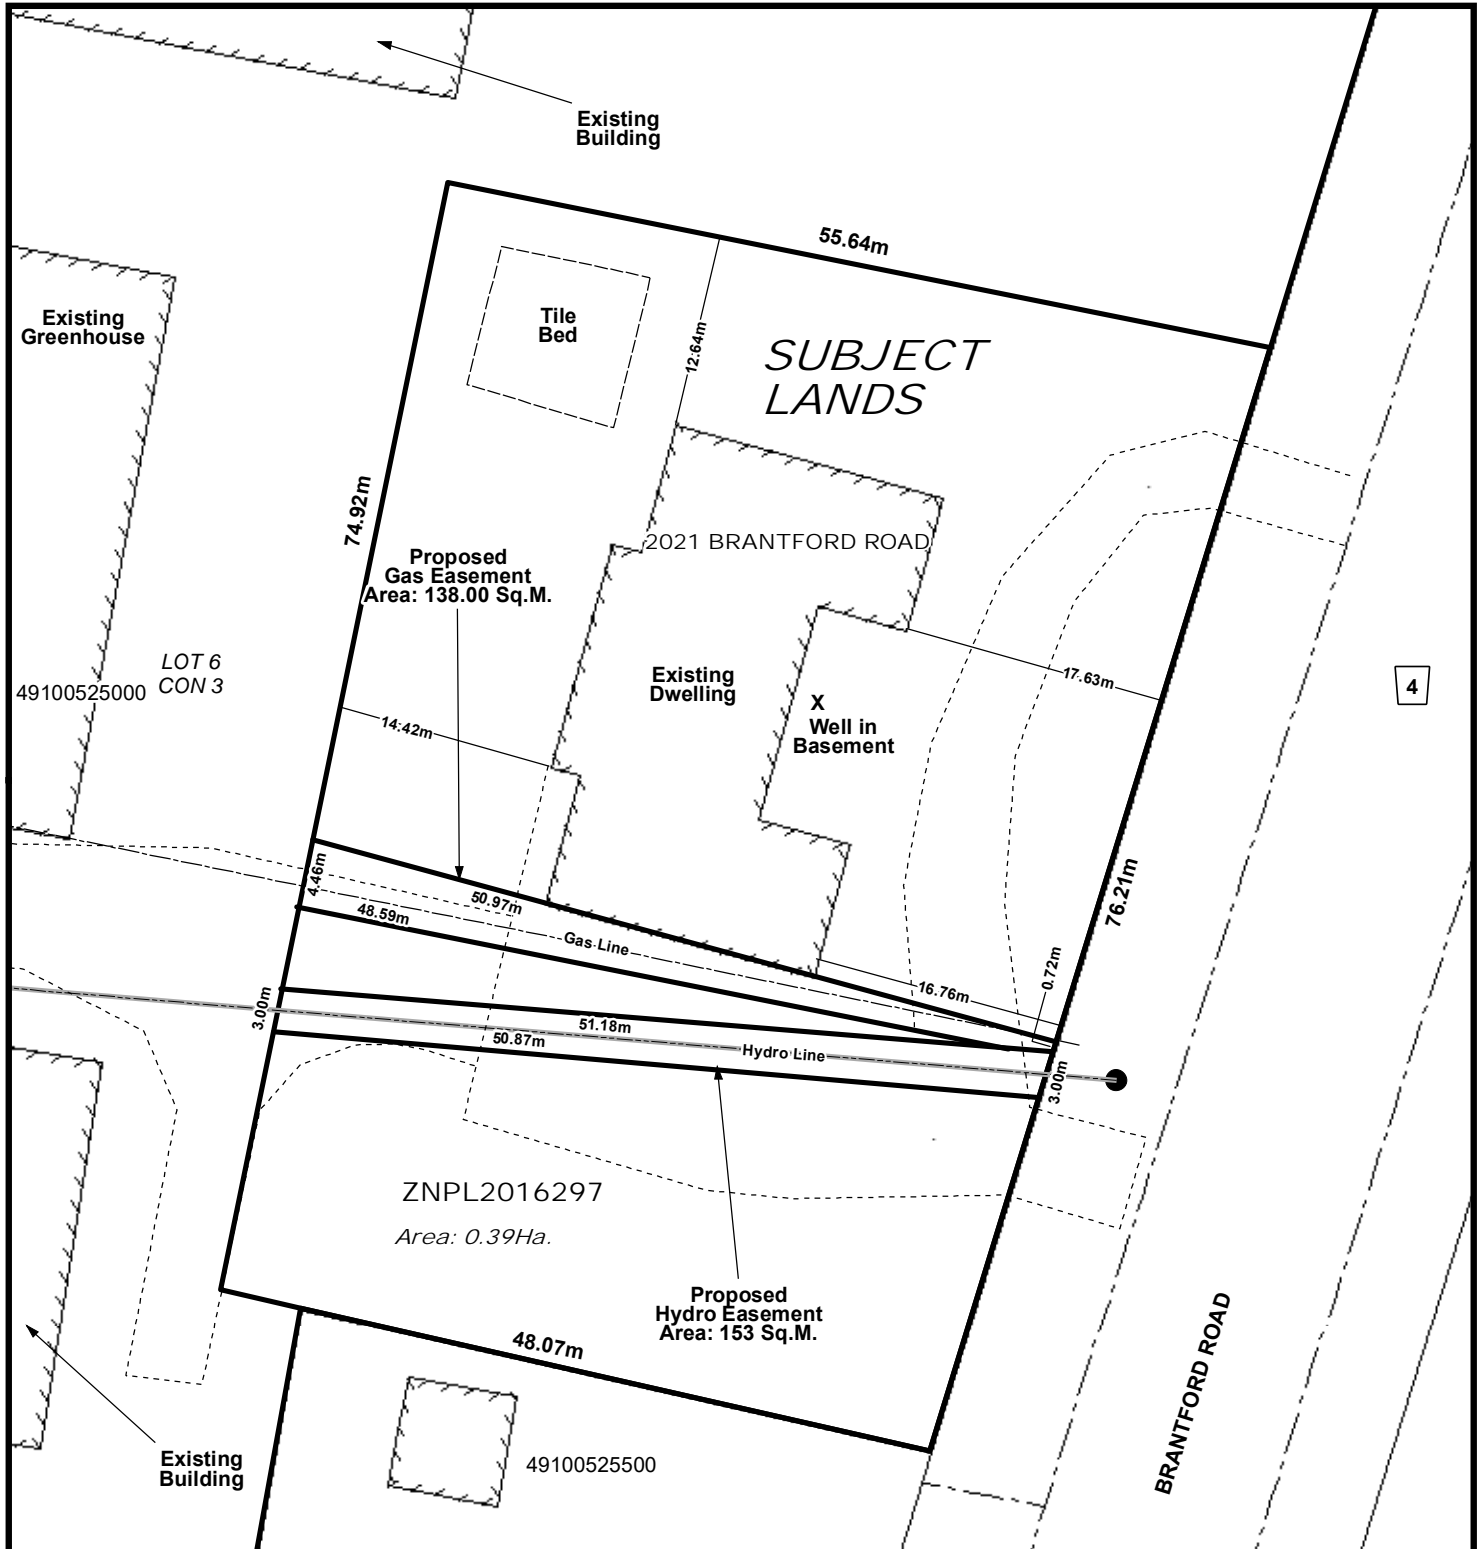 Existing
Building
55.64m
Existing
Greenhouse
Tile
Bed
12.64m
SUBJECT
LANDS
74.92m
2021 BRANTFORD ROAD
Proposed
Gas Easement
Area: 138.00 Sq.M.
LOT 6
CON 3
49100525000
Existing
Dwelling
X
Well in
Basement
17.63m
4
14.42m
76.21m
4.46m
50.97m
48.59m
Gas Line
0.72m
16.76m
3.00m
51.18m
50.87m
Hydro Line
3.00m
ZNPL2016297
Area: 0.39Ha.
Proposed
Hydro Easement
Area: 153 Sq.M.
48.07m
BRANTFORD ROAD
Existing
Building
49100525500